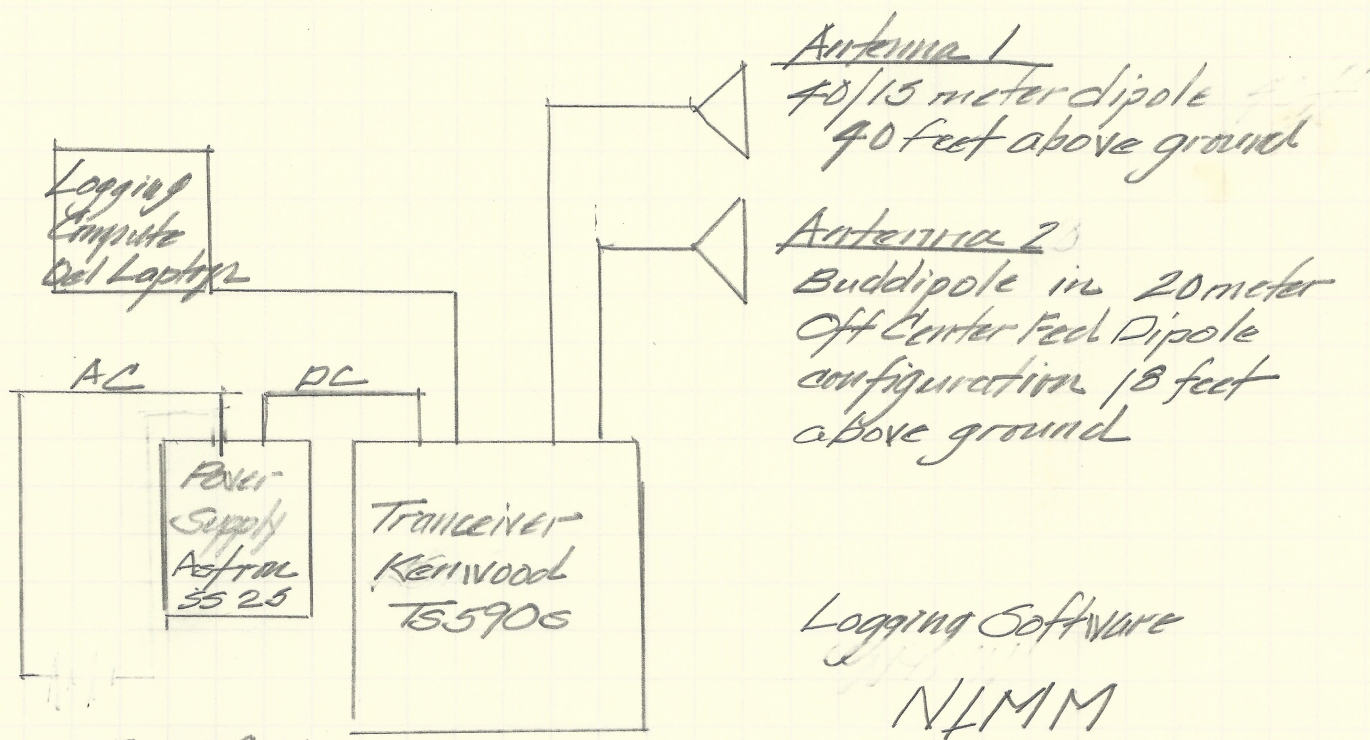 Antenna 1
40/15 meter dipole
40 feet above ground
Logging
Compute
Del Laptop
Antenna 2
Buddipole in 20 meter
Off Center Feed Dipole
configuration 18 feet
above ground
AC
DC
Power
Supply
Astron
SS 25
Tranceiver
Kenwood
TS590S
Logging Software
N1MM